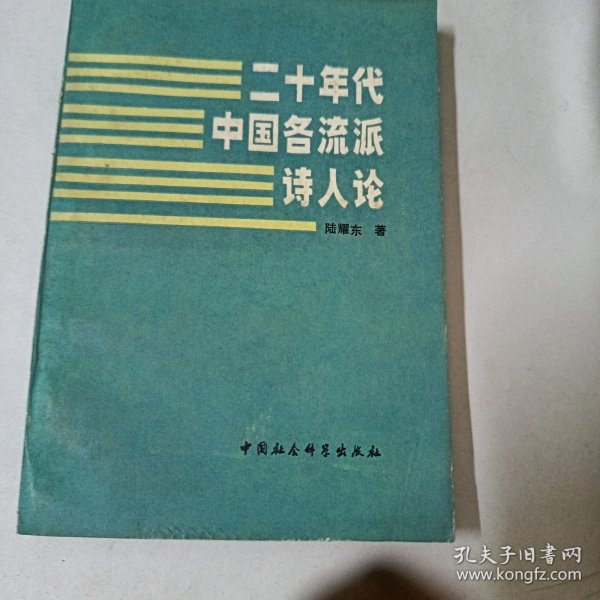 二十年代
中国各流派
诗人论
陆耀东 著
中国社会科学出版社
孔夫子旧书网
www.kongfz.com